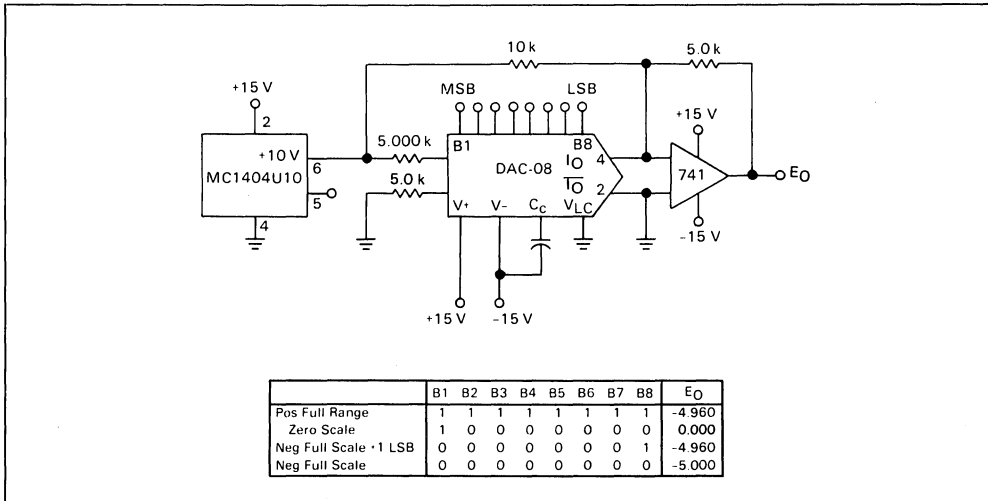 10 k
5.0 k
+15 V
MSB
LSB
2
+15 V
5.000 k
B1
B8
+10 V
6
DAC-08
IO
4
MC1404U10
5.0 k
IO
2
741
EO
5
V+
V-
CC
VLC
4
-15 V
+15 V
-15 V
B1 B2 B3 B4 B5 B6 B7 B8 EO
Pos Full Range 1 1 1 1 1 1 1 1 -4.960
Zero Scale 1 0 0 0 0 0 0 0 0.000
Neg Full Scale +1 LSB 0 0 0 0 0 0 0 1 -4.960
Neg Full Scale 0 0 0 0 0 0 0 0 -5.000